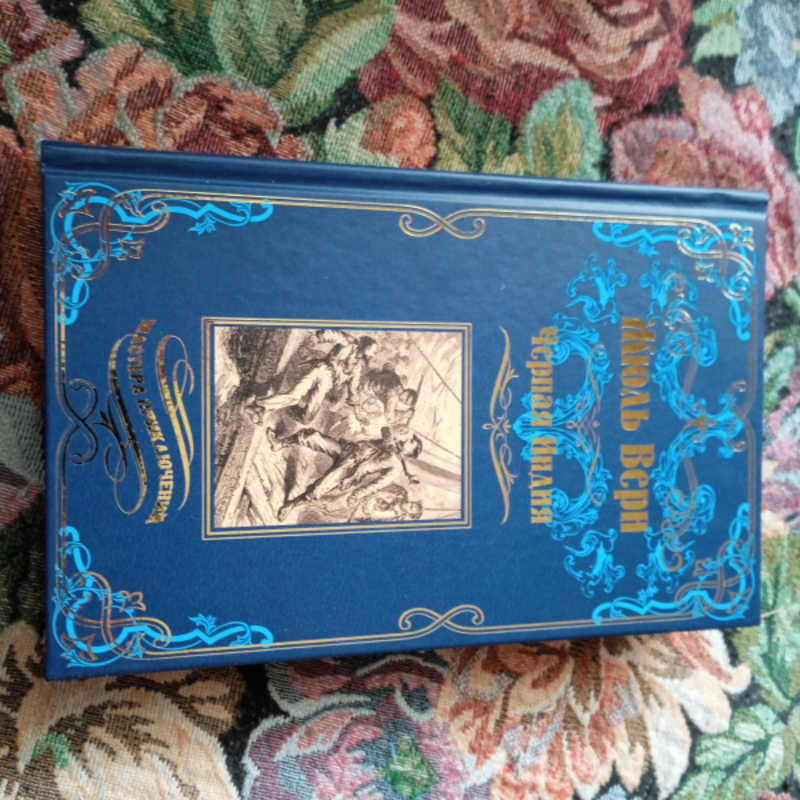 Жюль Верн
Черная Индия
Мастера приключений